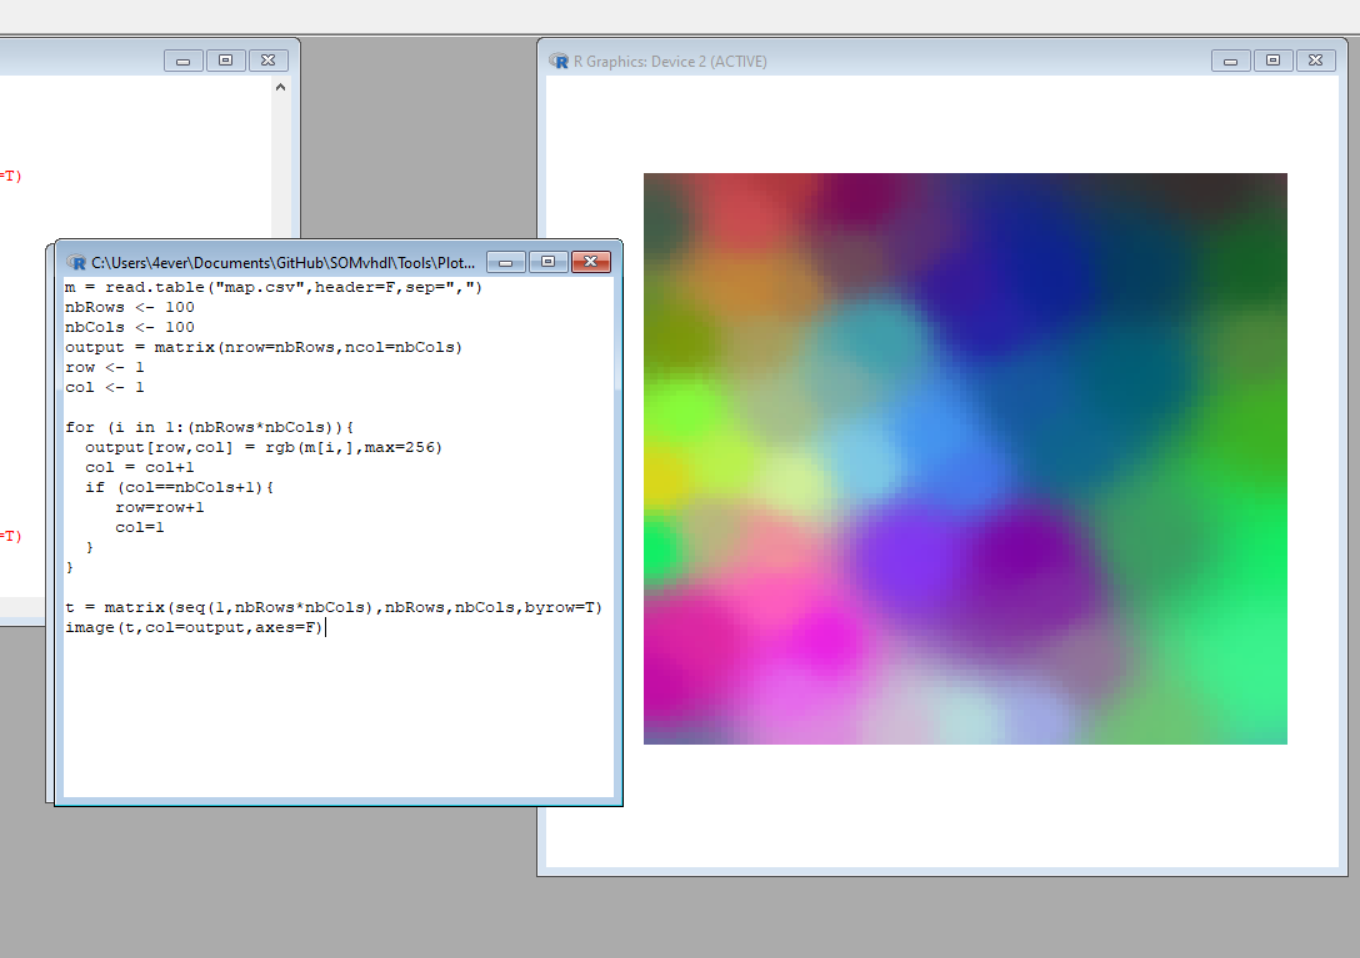 R Graphics: Device 2 (ACTIVE)
=T)
C:\Users\4ever\Documents\GitHub\SOMvhdl\Tools\Plot...
m = read.table("map.csv",header=F,sep=",")
nbRows <- 100
nbCols <- 100
output = matrix(nrow=nbRows,ncol=nbCols)
row <- 1
col <- 1
for (i in 1:(nbRows*nbCols)){
output[row,col] = rgb(m[i,],max=256)
col = col+1
if (col==nbCols+1){
row=row+1
col=1
}
}
=T)
t = matrix(seq(1,nbRows*nbCols),nbRows,nbCols,byrow=T)
image(t,col=output,axes=F)